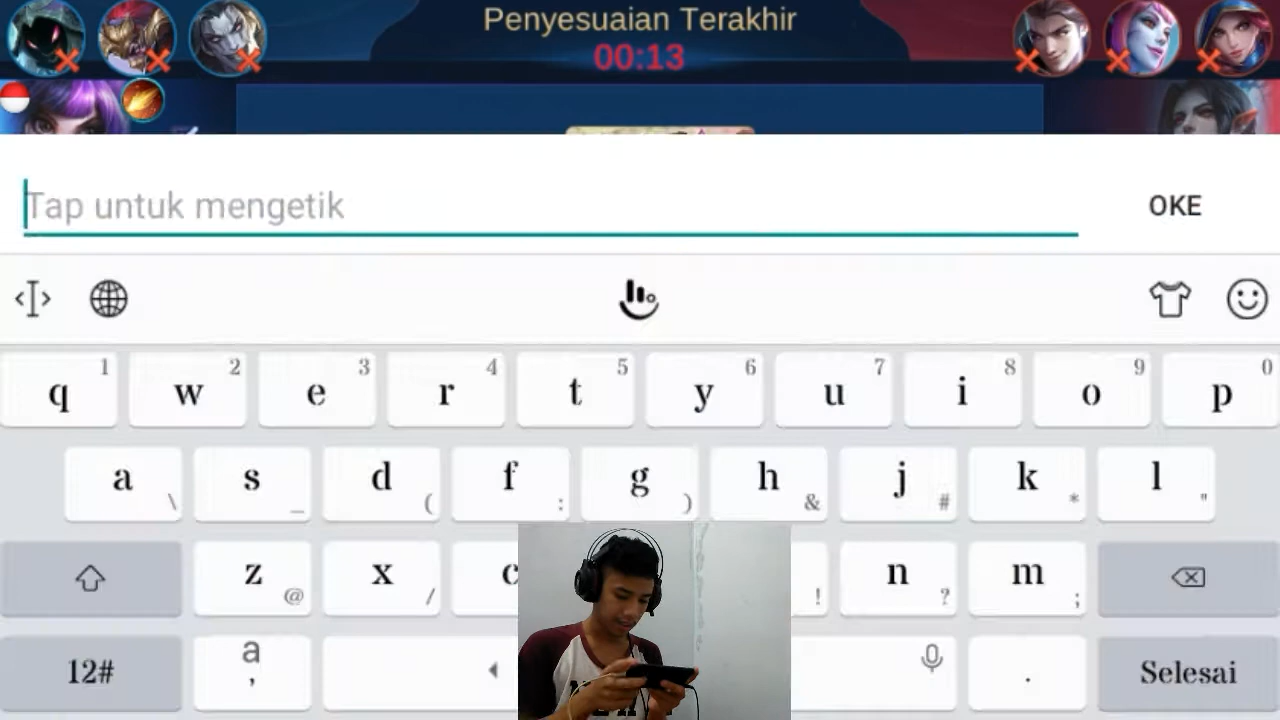 Penyesuaian Terakhir
00:13
Tap untuk mengetik
OKE
1 2 3 4 5 6 7 8 9 0
q w e r t y u i o p
a s d f g h j k l
\ _ ( : ) & # * "
z x c n m
@ / ! ? ;
12# a , . Selesai